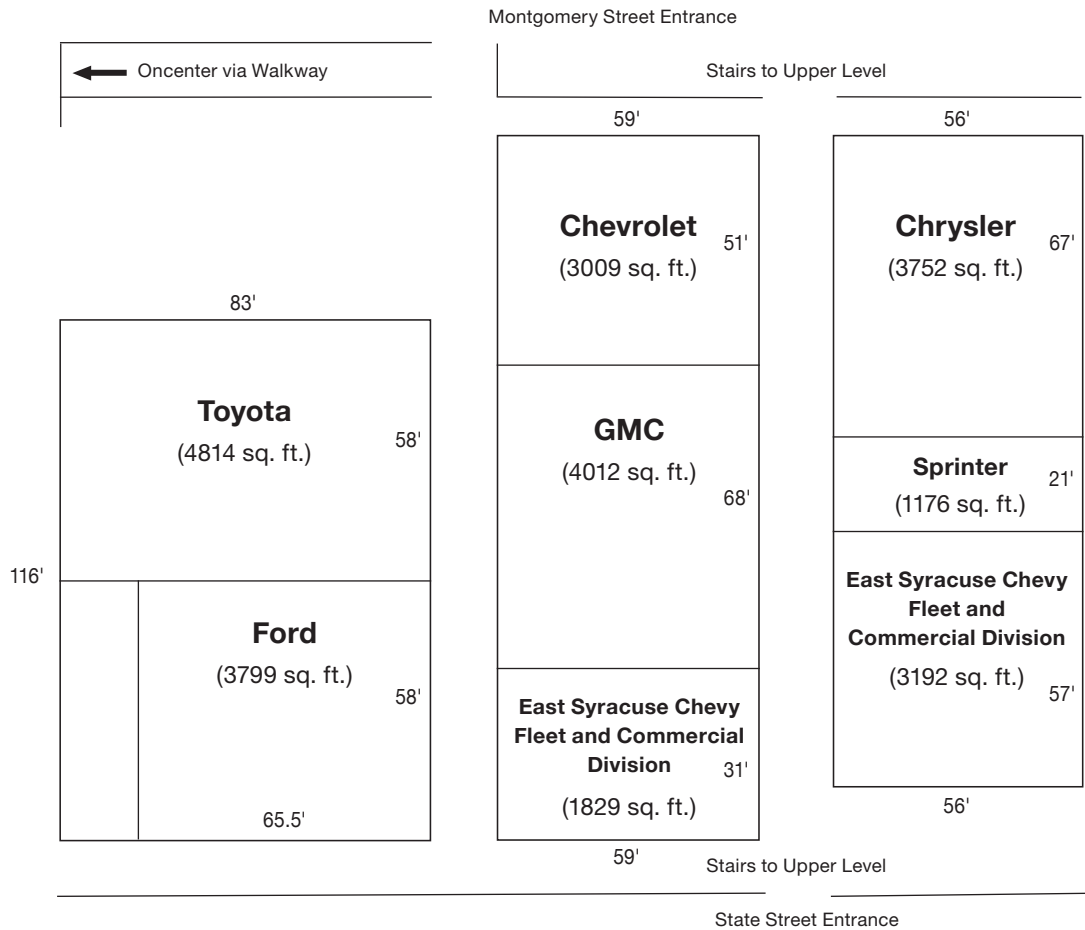 Montgomery Street Entrance
Oncenter via Walkway
Stairs to Upper Level
59'
56'
Chevrolet
51'
(3009 sq. ft.)
Chrysler
67'
(3752 sq. ft.)
83'
Toyota
(4814 sq. ft.)
58'
GMC
(4012 sq. ft.)
68'
Sprinter
21'
(1176 sq. ft.)
116'
Ford
(3799 sq. ft.)
58'
65.5'
East Syracuse Chevy
Fleet and Commercial
Division
31'
(1829 sq. ft.)
59'
East Syracuse Chevy
Fleet and
Commercial Division
(3192 sq. ft.)
57'
56'
Stairs to Upper Level
State Street Entrance